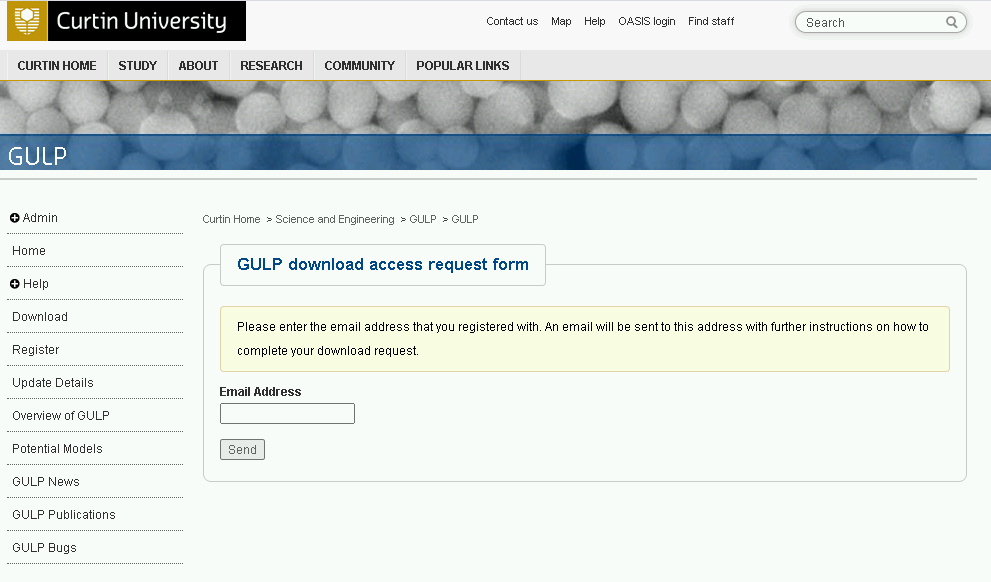 Curtin University
Contact us Map Help OASIS login Find staff
Search
CURTIN HOME STUDY ABOUT RESEARCH COMMUNITY POPULAR LINKS
GULP
Admin
Home
Help
Download
Register
Update Details
Overview of GULP
Potential Models
GULP News
GULP Publications
GULP Bugs
Curtin Home > Science and Engineering > GULP > GULP
GULP download access request form
Please enter the email address that you registered with. An email will be sent to this address with further instructions on how to
complete your download request.
Email Address
Send